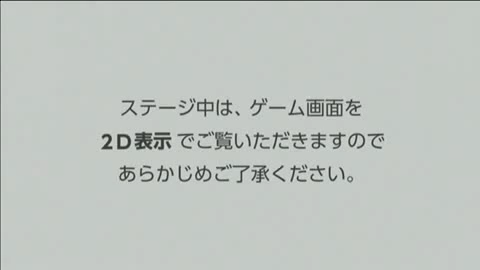 ステージ中は、ゲーム画面を
2D表示でご覧いただきますので
あらかじめご了承ください。